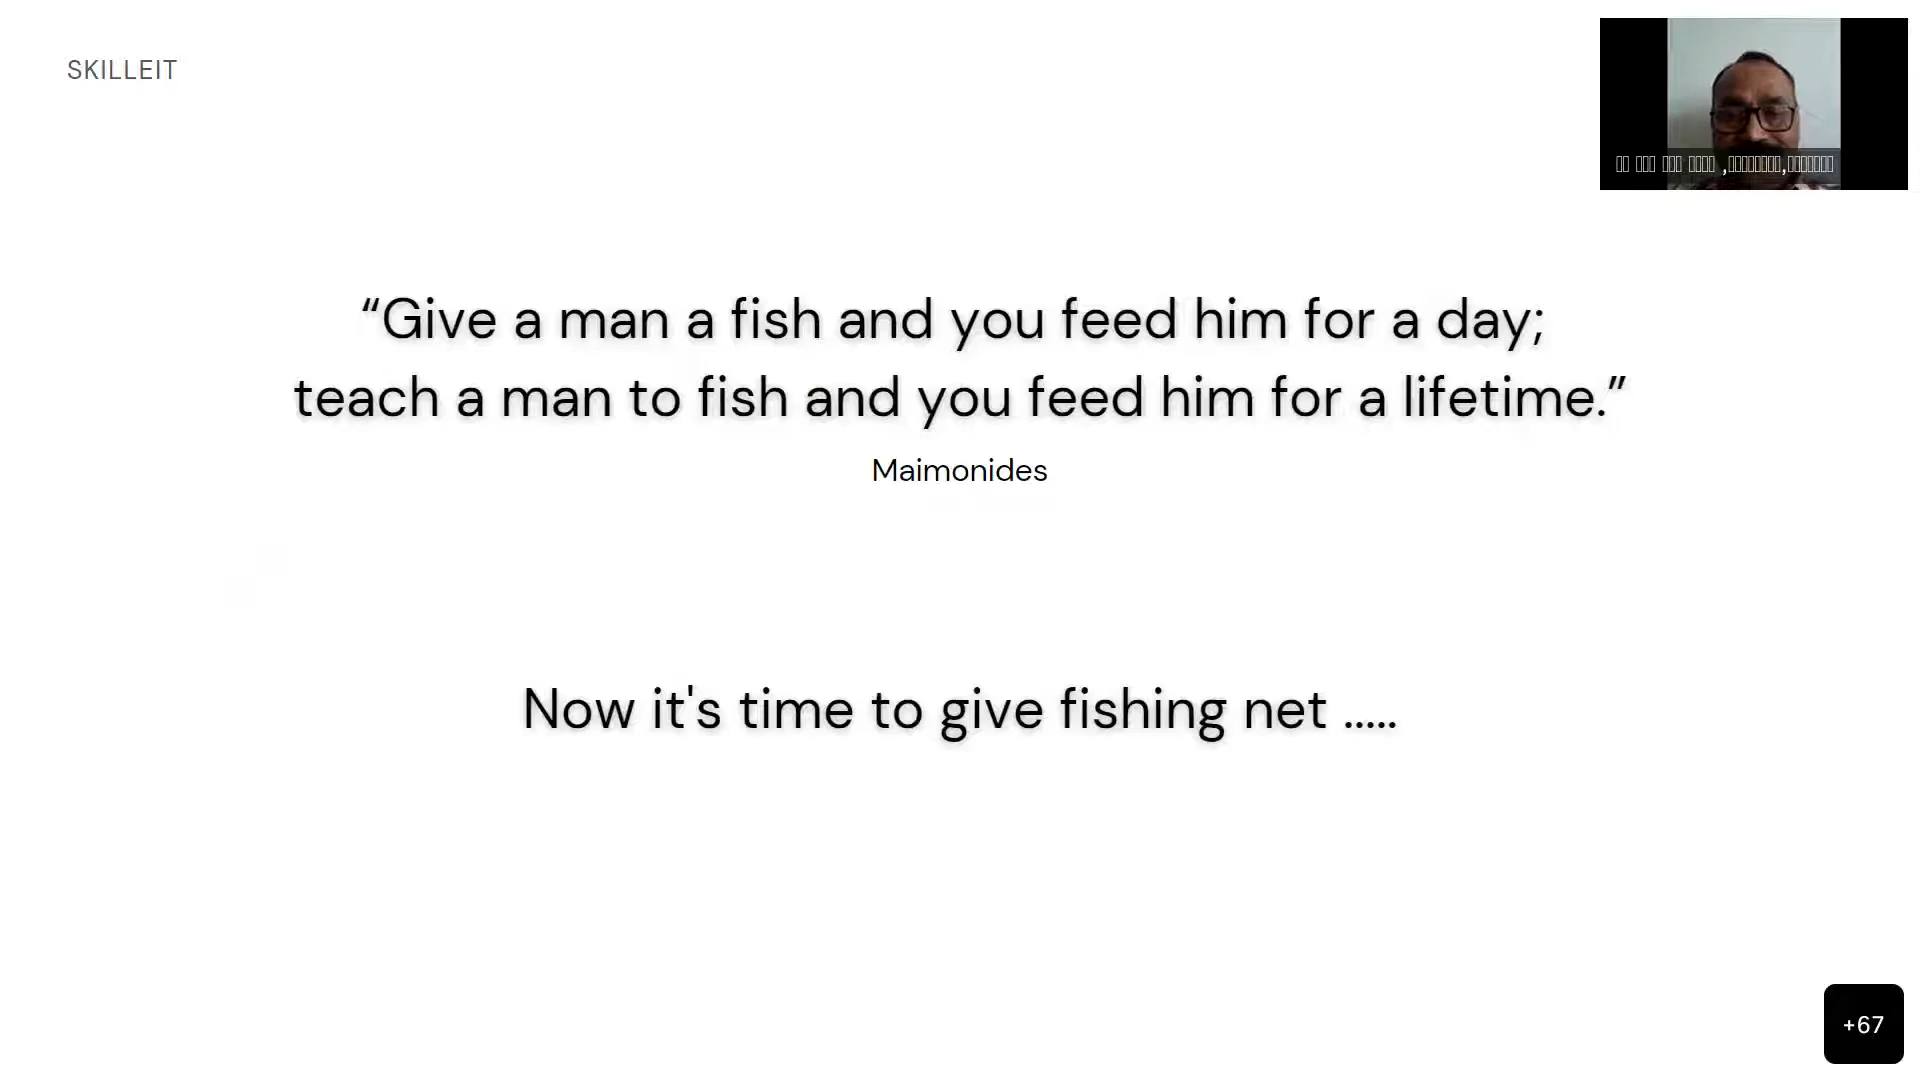 SKILLEIT
“Give a man a fish and you feed him for a day;
teach a man to fish and you feed him for a lifetime.”
Maimonides
Now it's time to give fishing net .....
+67